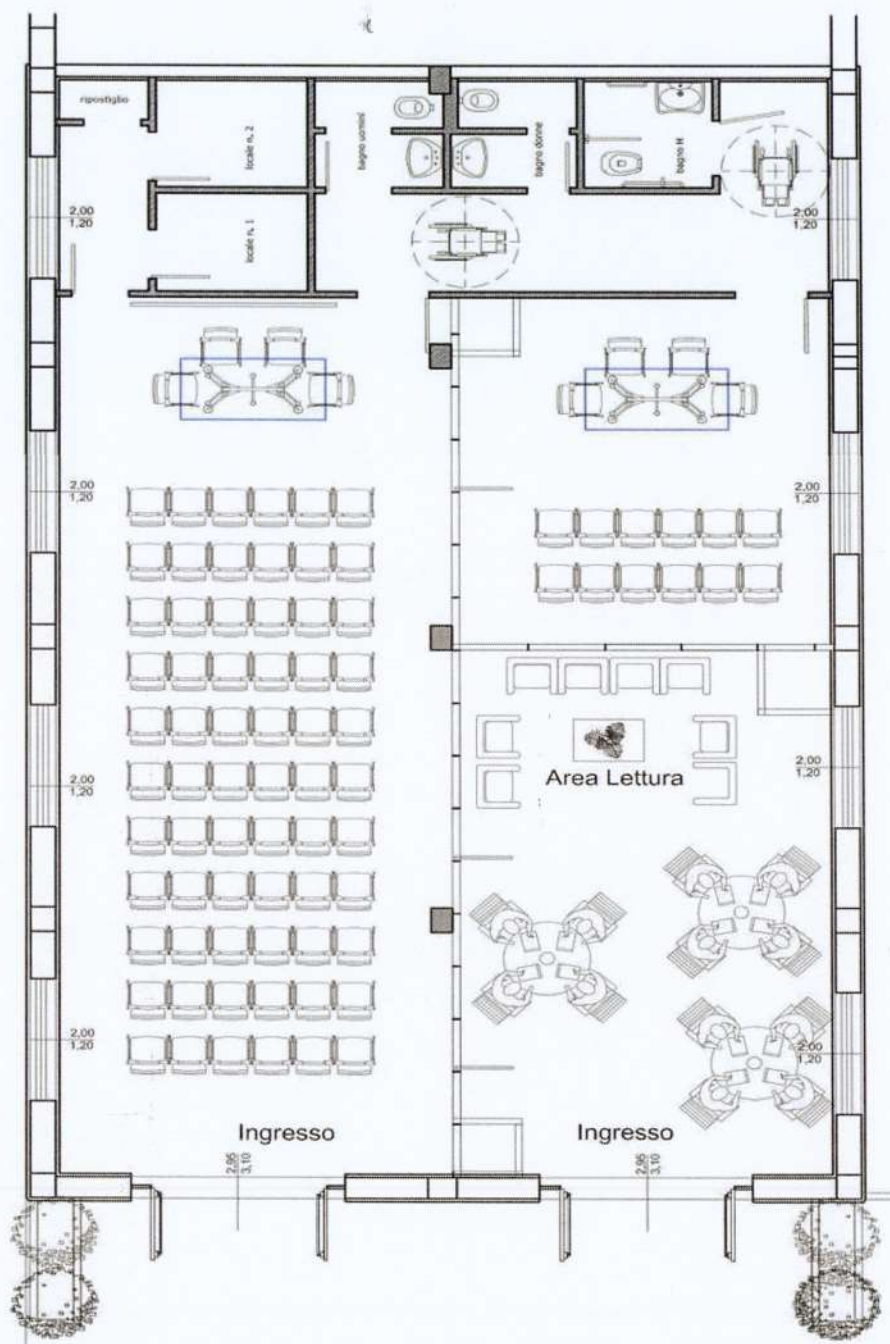 ripostiglio
locale n. 2
bagno uomini
bagno donne
bagno H
locale n. 1
2,00
1,20
2,00
1,20
2,00
1,20
2,00
1,20
2,00
1,20
2,00
1,20
Area Lettura
2,00
1,20
2,00
1,20
Ingresso
Ingresso
2,95
3,10
2,95
3,10